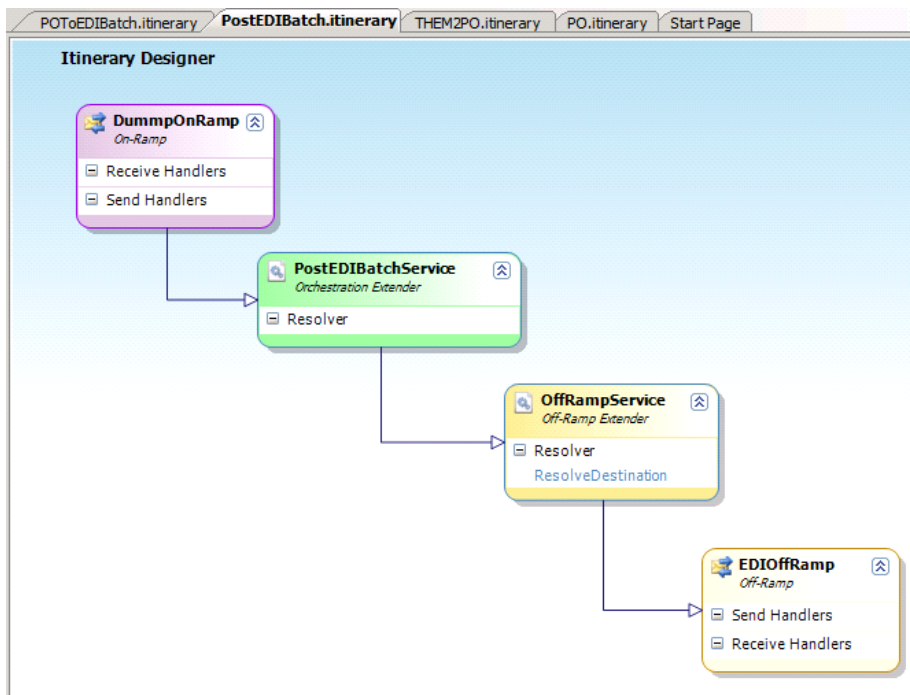 POToEDIBatch.itinerary PostEDIBatch.itinerary THEM2PO.itinerary PO.itinerary Start Page
Itinerary Designer
DummpOnRamp
On-Ramp
Receive Handlers
Send Handlers
PostEDIBatchService
Orchestration Extender
Resolver
OffRampService
Off-Ramp Extender
Resolver
ResolveDestination
EDIOffRamp
Off-Ramp
Send Handlers
Receive Handlers